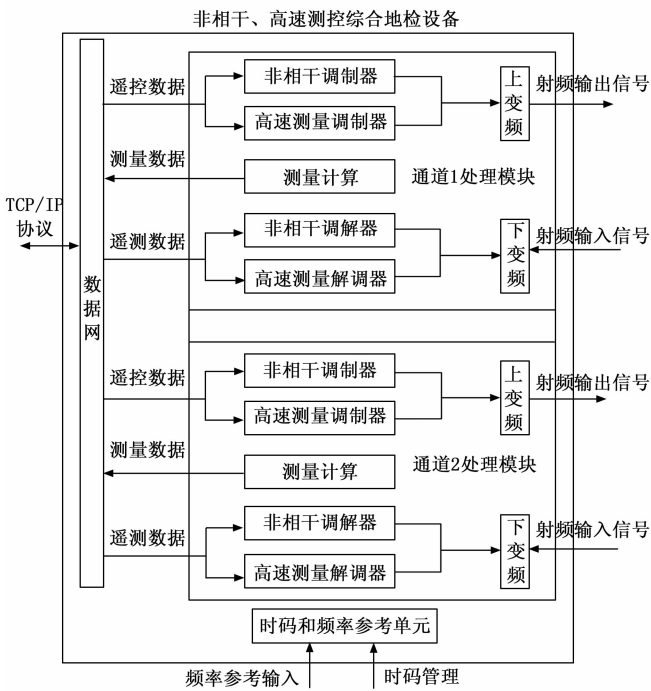 非相干、高速测控综合地检设备
遥控数据
非相干调制器
高速测量调制器
上变频
射频输出信号
测量数据
测量计算
通道1处理模块
TCP/IP
协议
遥测数据
非相干调解器
高速测量解调器
下变频
射频输入信号
数据网
遥控数据
非相干调制器
高速测量调制器
上变频
射频输出信号
测量数据
测量计算
通道2处理模块
遥测数据
非相干调解器
高速测量解调器
下变频
射频输入信号
时码和频率参考单元
频率参考输入
时码管理